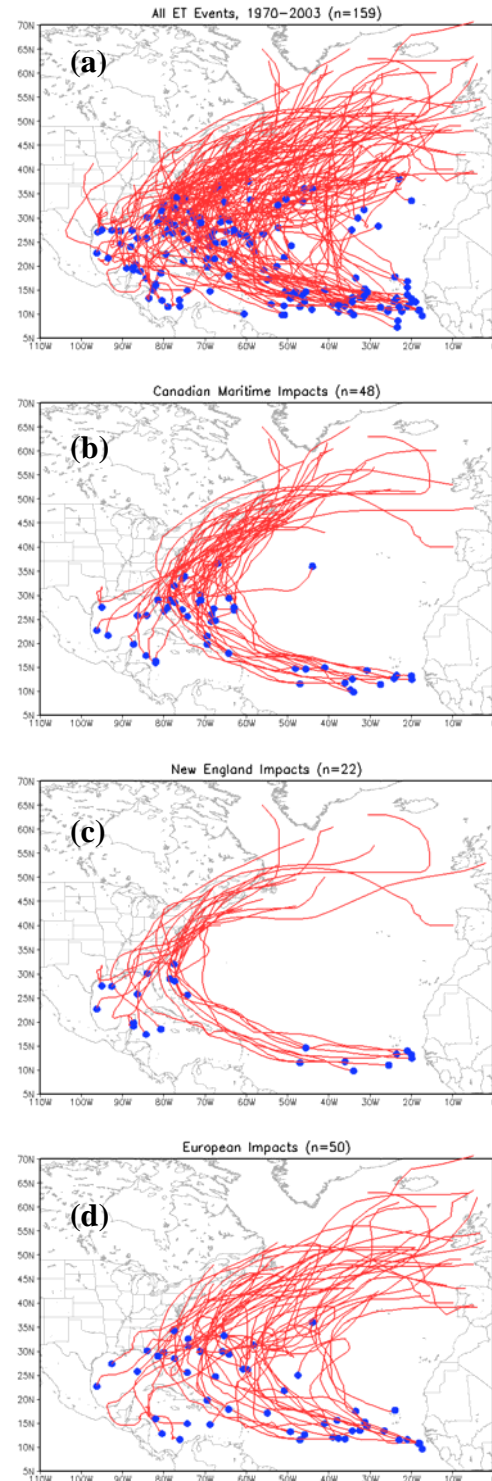 All ET Events, 1970-2003 (n=159)
(a)
70N
65N
60N
55N
50N
45N
40N
35N
30N
25N
20N
15N
10N
5N
110W 100W 90W 80W 70W 60W 50W 40W 30W 20W 10W
Canadian Maritime Impacts (n=48)
(b)
70N
65N
60N
55N
50N
45N
40N
35N
30N
25N
20N
15N
10N
5N
110W 100W 90W 80W 70W 60W 50W 40W 30W 20W 10W
New England Impacts (n=22)
(c)
70N
65N
60N
55N
50N
45N
40N
35N
30N
25N
20N
15N
10N
5N
110W 100W 90W 80W 70W 60W 50W 40W 30W 20W 10W
European Impacts (n=50)
(d)
70N
65N
60N
55N
50N
45N
40N
35N
30N
25N
20N
15N
10N
5N
110W 100W 90W 80W 70W 60W 50W 40W 30W 20W 10W